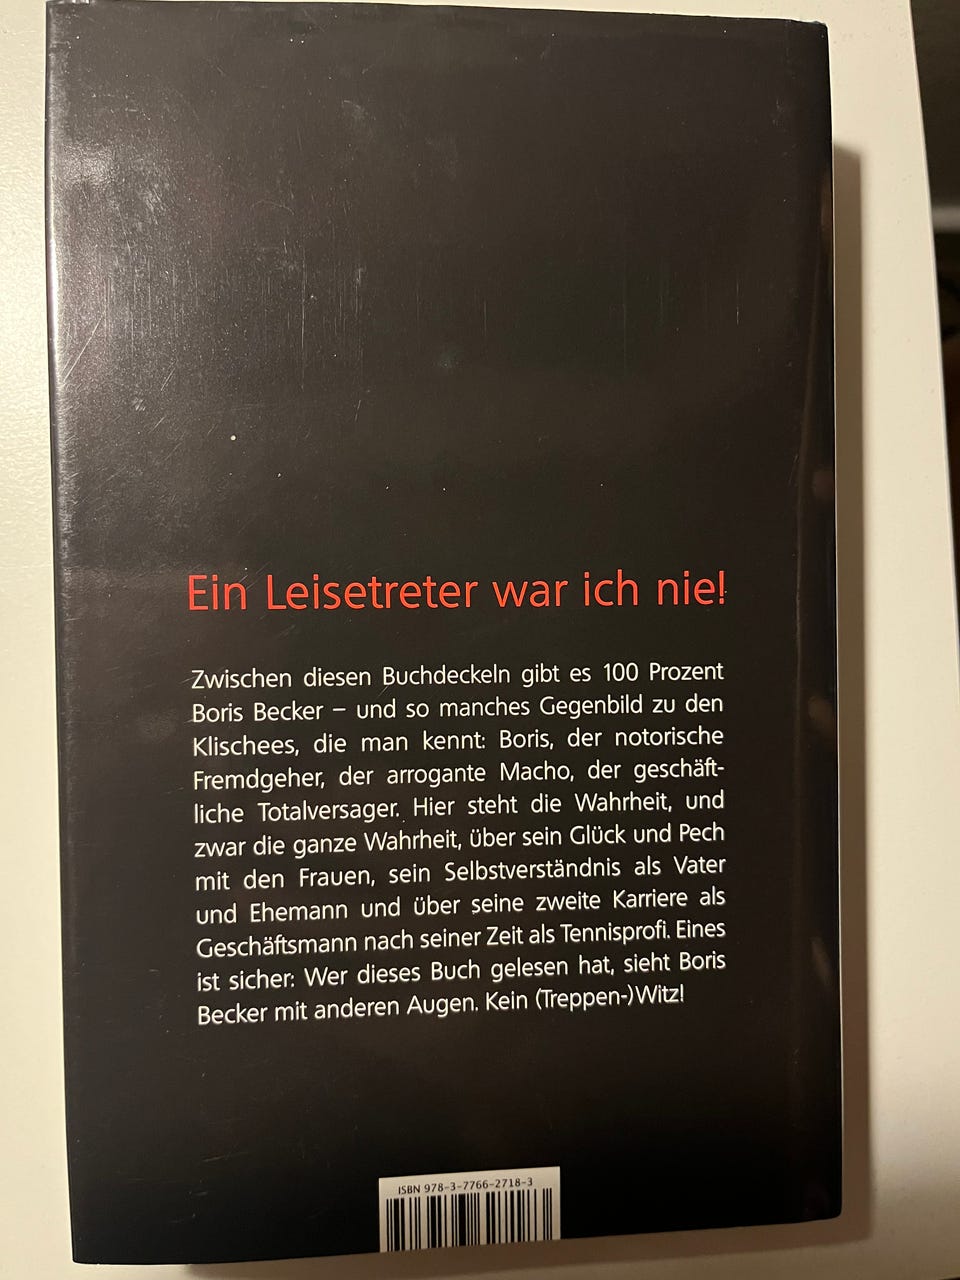 Ein Leisetreter war ich nie!
Zwischen diesen Buchdeckeln gibt es 100 Prozent
Boris Becker – und so manches Gegenbild zu den
Klischees, die man kennt: Boris, der notorische
Fremdgeher, der arrogante Macho, der geschäft-
liche Totalversager. Hier steht die Wahrheit, und
zwar die ganze Wahrheit, über sein Glück und Pech
mit den Frauen, sein Selbstverständnis als Vater
und Ehemann und über seine zweite Karriere als
Geschäftsmann nach seiner Zeit als Tennisprofi. Eines
ist sicher: Wer dieses Buch gelesen hat, sieht Boris
Becker mit anderen Augen. Kein (Treppen-)Witz!
ISBN 978-3-7766-2718-3